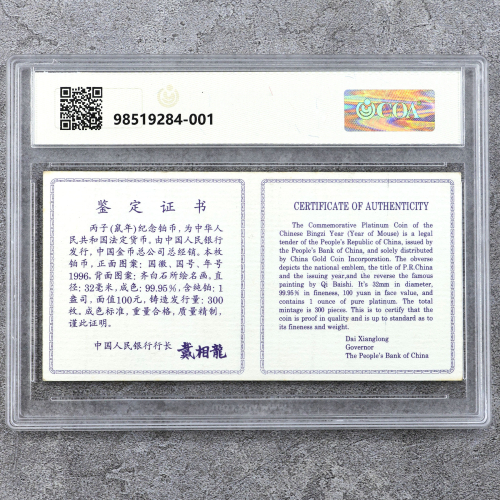 98519284-001
COA
鉴定证书
丙子(鼠年)纪念铂币,为中华人
民共和国法定货币,由中国人民银行
发行,中国金币总公司总经销。本枚
铂币,正面图案:国徽,国号,年号
1996,背面图案:齐白石所绘名画,直
径:32毫米,成色:99.95%,含纯铂:1
盎司,面值100元,铸造发行量:300
枚。成色标准,重量合格,质量精制,
谨此证明。
中国人民银行行长 戴相龍
CERTIFICATE OF AUTHENTICITY
The Commemorative Platinum Coin of the
Chinese Bingzi Year (Year of Mouse) is a legal
tender of the People's Republic of China, issued by
the People's Bank of China, and solely distributed
by China Gold Coin Incorporation. The obverse
depicts the national emblem, the title of P.R.China
and the issuing year,and the reverse the famous
painting by Qi Baishi. It's 32mm in diameter,
99.95% in fineness, 100 yuan in face value, and
contains 1 ounce of pure platinum. The total
mintage is 300 pieces. This is to certify that the
coin is proof in quality and is up to standard as to
its fineness and weight.
Dai Xianglong
Governor
The People's Bank of China